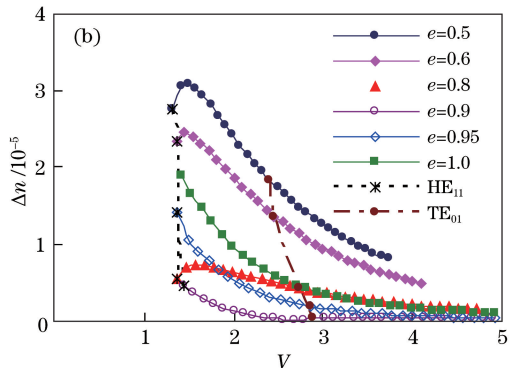 (b)
Δn /10⁻⁵
4
3
2
1
0
1
2
3
4
5
V
e=0.5
e=0.6
e=0.8
e=0.9
e=0.95
e=1.0
HE₁₁
TE₀₁